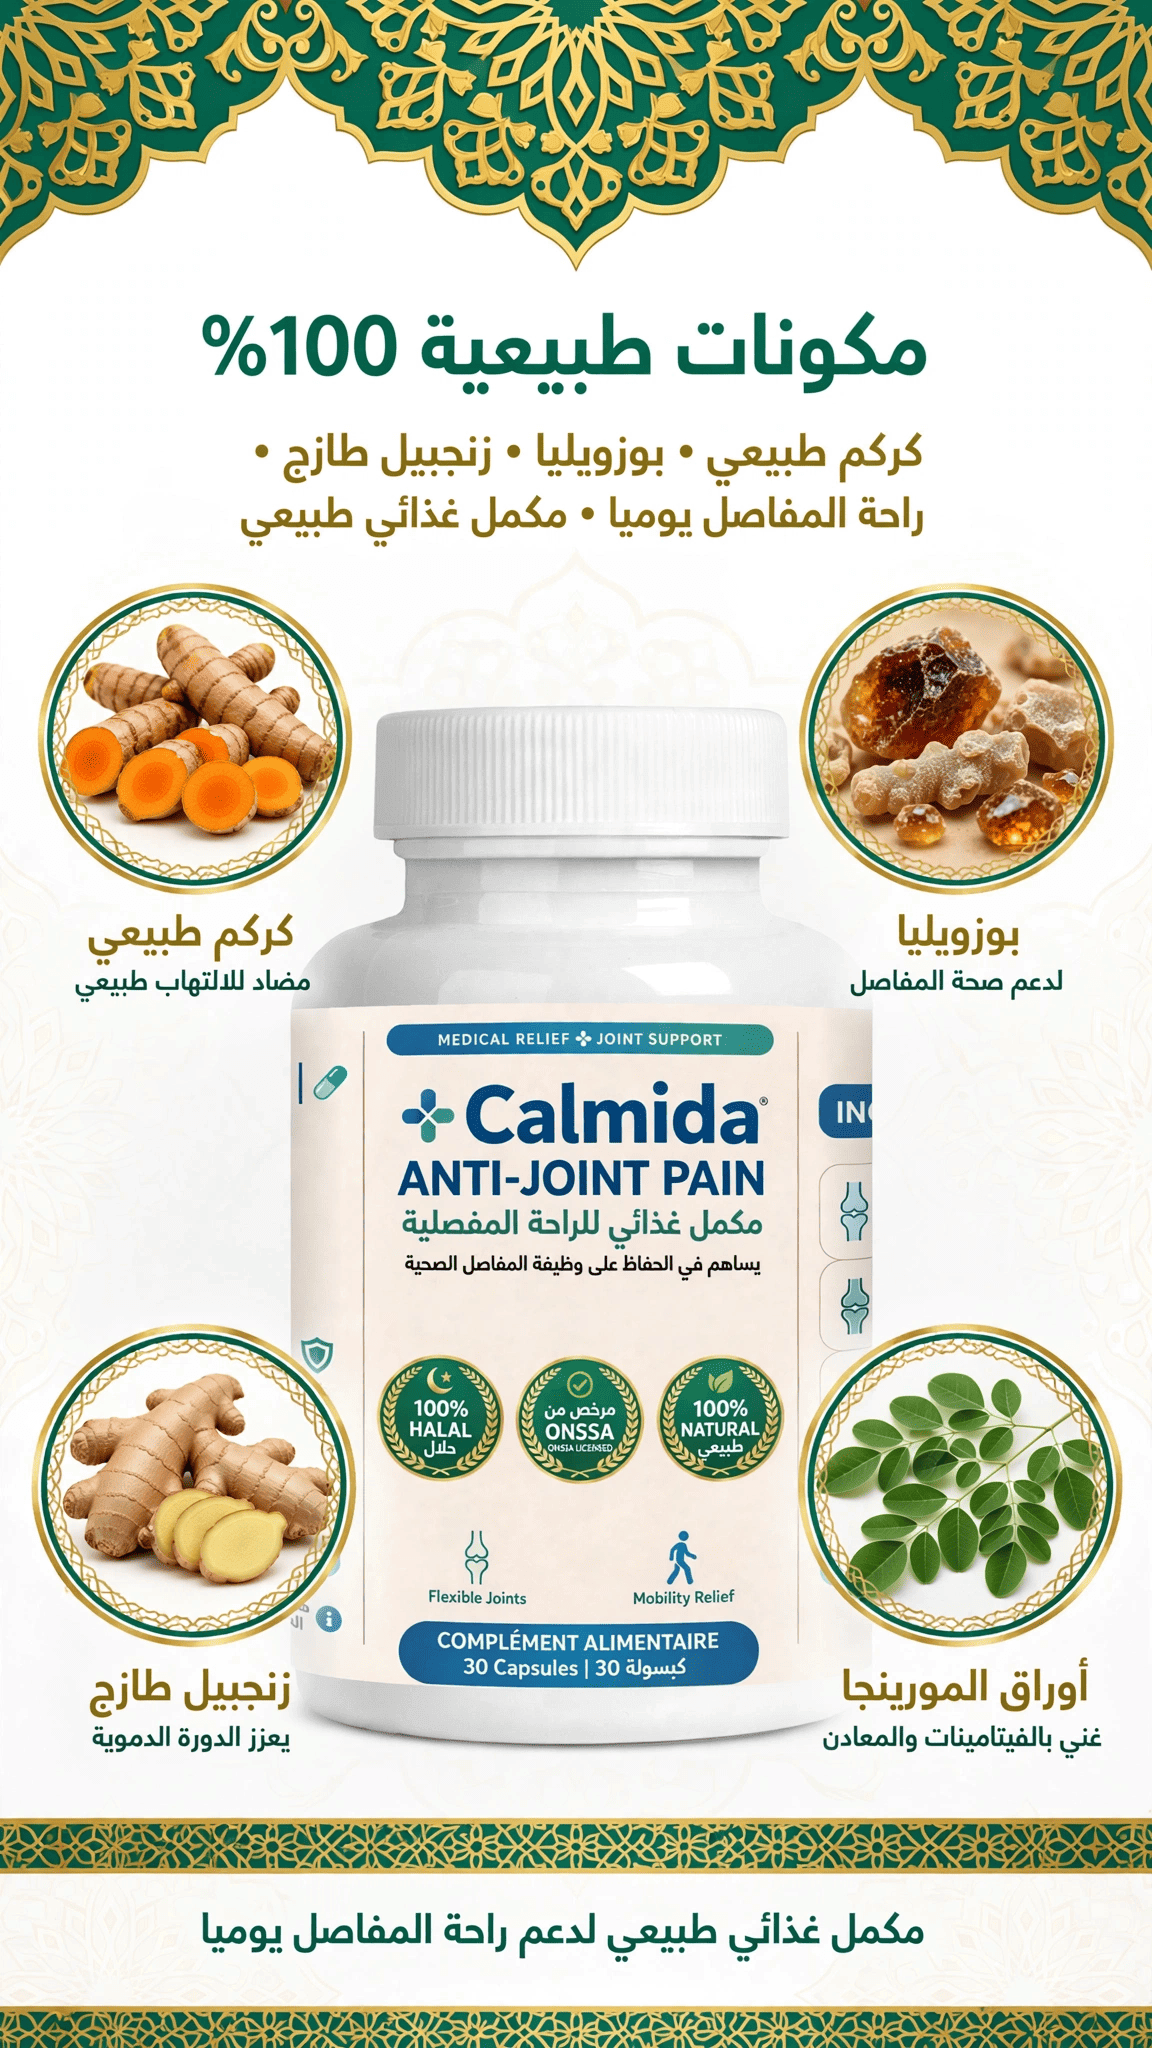 مكونات طبيعية 100%
كركم طبيعي • بوزويليا • زنجبيل طازج •
راحة المفاصل يوميا • مكمل غذائي طبيعي
كركم طبيعي
مضاد للالتهاب طبيعي
بوزويليا
لدعم صحة المفاصل
MEDICAL RELIEF JOINT SUPPORT
Calmida®
ANTI-JOINT PAIN
مكمل غذائي للراحة المفصلية
يساهم في الحفاظ على وظيفة المفاصل الصحية
100%
HALAL
حلال
مرخص من
ONSSA
LICENSED
100%
NATURAL
طبيعي
Flexible Joints
Mobility Relief
COMPLÉMENT ALIMENTAIRE
30 Capsules | 30 كبسولة
زنجبيل طازج
يعزز الدورة الدموية
أوراق المورينجا
غني بالفيتامينات والمعادن
مكمل غذائي طبيعي لدعم راحة المفاصل يوميا